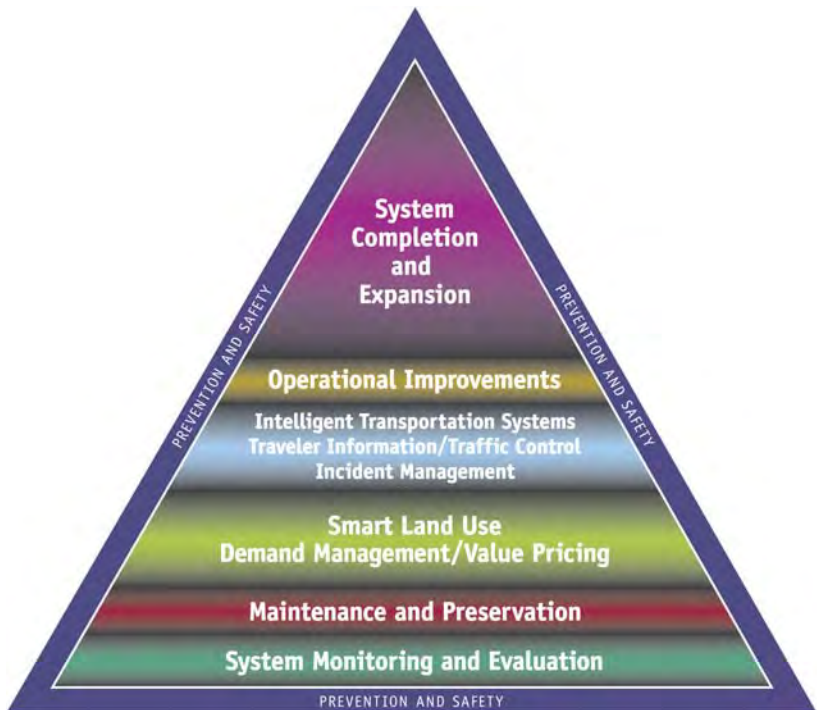 System
Completion
and
Expansion
PREVENTION AND SAFETY
PREVENTION AND SAFETY
Operational Improvements
Intelligent Transportation Systems
Traveler Information/Traffic Control
Incident Management
Smart Land Use
Demand Management/Value Pricing
Maintenance and Preservation
System Monitoring and Evaluation
PREVENTION AND SAFETY